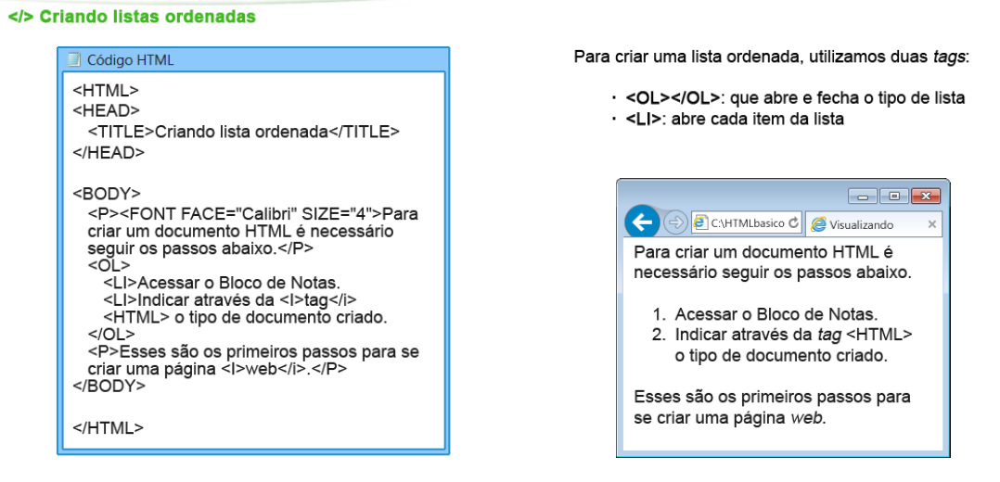 </> Criando listas ordenadas
Código HTML
<HTML>
<HEAD>
<TITLE>Criando lista ordenada</TITLE>
</HEAD>
<BODY>
<P><FONT FACE="Calibri" SIZE="4">Para
criar um documento HTML é necessário
seguir os passos abaixo.</P>
<OL>
<LI>Acessar o Bloco de Notas.
<LI>Indicar através da <I>tag</i>
<HTML> o tipo de documento criado.
</OL>
<P>Esses são os primeiros passos para se
criar uma página <I>web</i>.</P>
</BODY>
</HTML>
Para criar uma lista ordenada, utilizamos duas tags:
· <OL></OL>: que abre e fecha o tipo de lista
· <LI>: abre cada item da lista
C:\HTMLbasico
Visualizando
Para criar um documento HTML é
necessário seguir os passos abaixo.
1. Acessar o Bloco de Notas.
2. Indicar através da tag <HTML>
o tipo de documento criado.
Esses são os primeiros passos para
se criar uma página web.